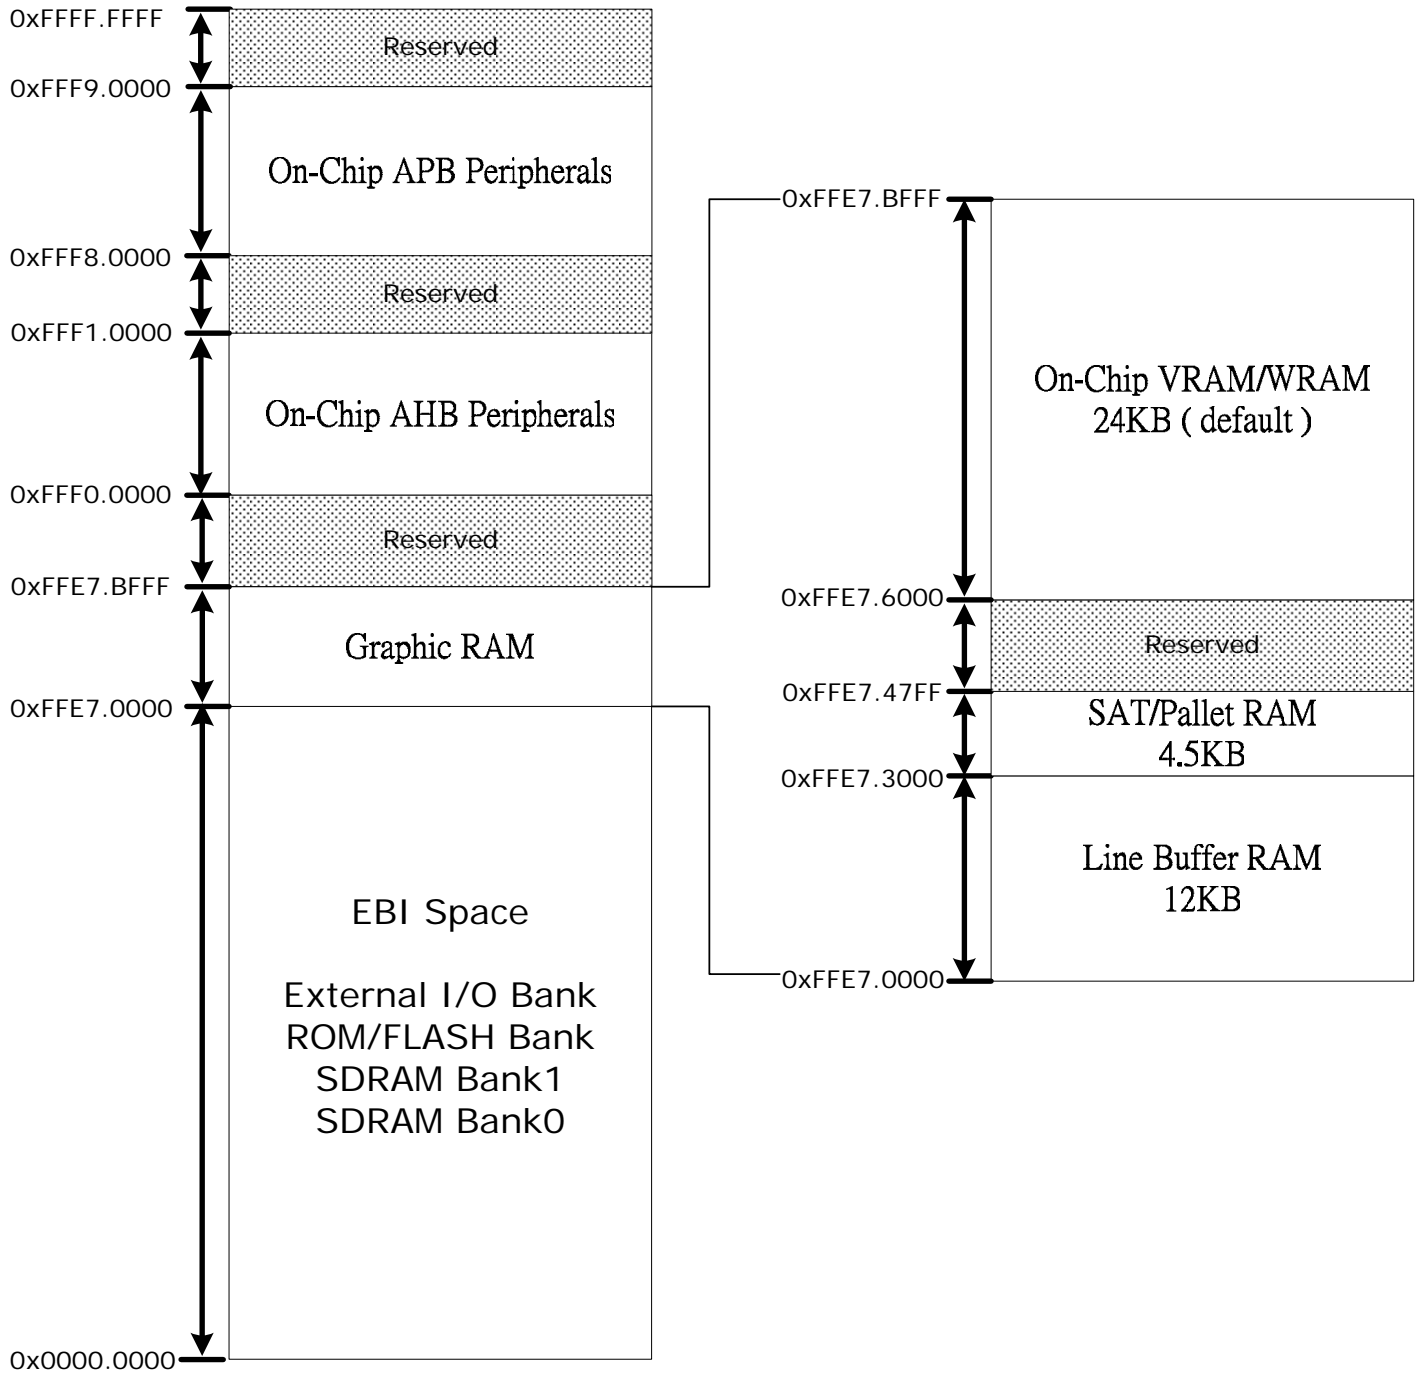 0xFFFF.FFFF
Reserved
0xFFF9.0000
On-Chip APB Peripherals
0xFFF8.0000
Reserved
0xFFF1.0000
On-Chip AHB Peripherals
0xFFF0.0000
Reserved
0xFFE7.BFFF
Graphic RAM
0xFFE7.0000
EBI Space
External I/O Bank
ROM/FLASH Bank
SDRAM Bank1
SDRAM Bank0
0x0000.0000
0xFFE7.BFFF
On-Chip VRAM/WRAM
24KB ( default )
0xFFE7.6000
Reserved
0xFFE7.47FF
SAT/Pallet RAM
4.5KB
0xFFE7.3000
Line Buffer RAM
12KB
0xFFE7.0000